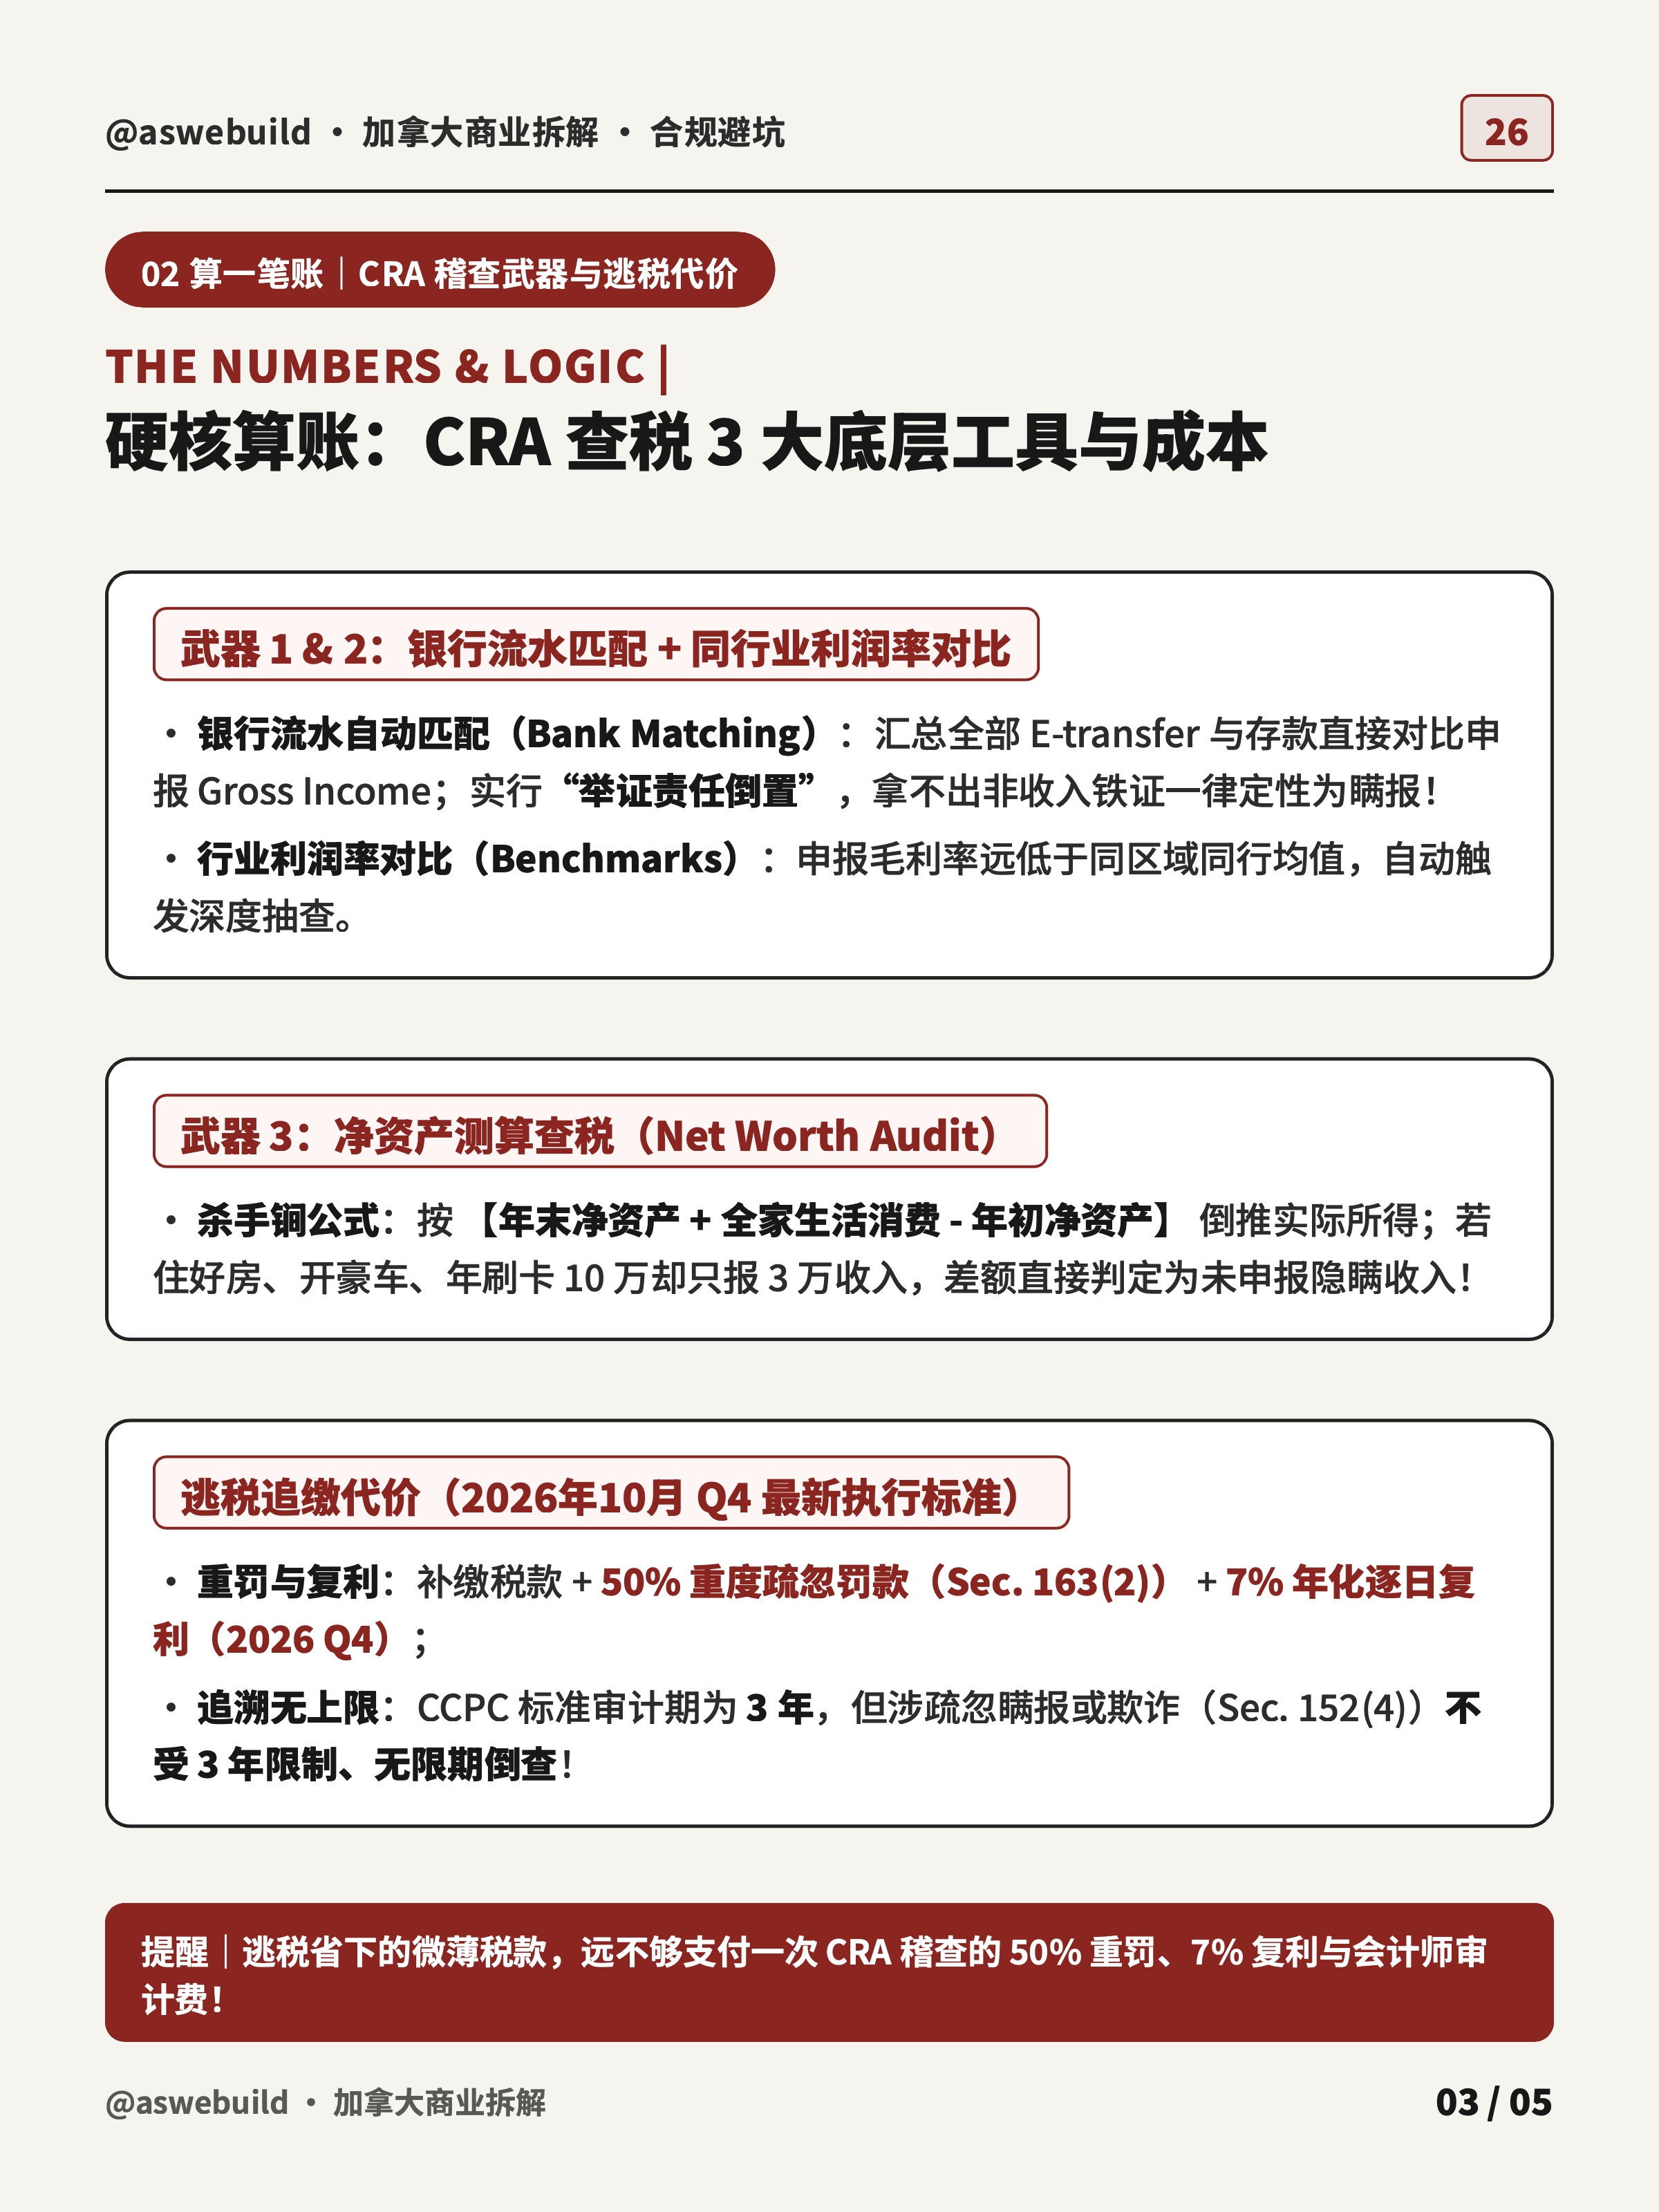 @aswebuild • 加拿大商业拆解 • 合规避坑
26
02 算一笔账｜CRA 稽查武器与逃税代价
THE NUMBERS & LOGIC |
硬核算账：CRA 查税 3 大底层工具与成本
武器 1 & 2：银行流水匹配 + 同行业利润率对比
• 银行流水自动匹配（Bank Matching）：汇总全部 E-transfer 与存款直接对比申
报 Gross Income；实行“举证责任倒置”，拿不出非收入铁证一律定性为瞒报！
• 行业利润率对比（Benchmarks）：申报毛利率远低于同区域同行均值，自动触
发深度抽查。
武器 3：净资产测算查税（Net Worth Audit）
• 杀手锏公式：按【年末净资产 + 全家生活消费 - 年初净资产】倒推实际所得；若
住好房、开豪车、年刷卡 10 万却只报 3 万收入，差额直接判定为未申报隐瞒收入！
逃税追缴代价（2026年10月 Q4 最新执行标准）
• 重罚与复利：补缴税款 + 50% 重度疏忽罚款（Sec. 163(2)） + 7% 年化逐日复
利（2026 Q4）；
• 追溯无上限：CCPC 标准审计期为 3 年，但涉疏忽瞒报或欺诈（Sec. 152(4)）不
受 3 年限制、无限期倒查！
提醒｜逃税省下的微薄税款，远不够支付一次 CRA 稽查的 50% 重罚、7% 复利与会计师审
计费！
@aswebuild • 加拿大商业拆解
03 / 05